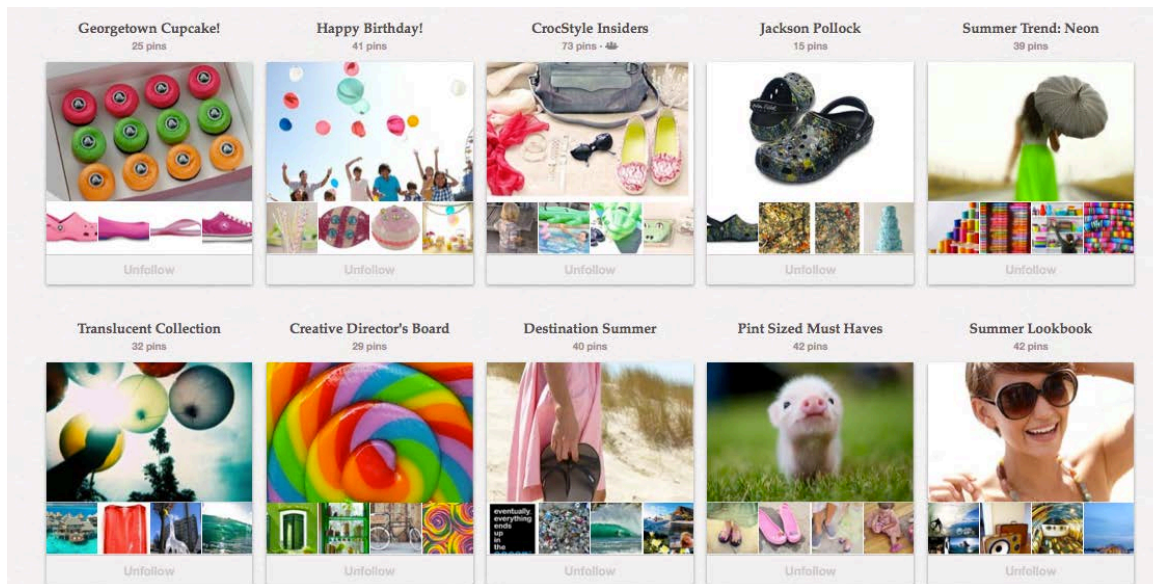 Georgetown Cupcake!
25 pins
Happy Birthday!
41 pins
CrocStyle Insiders
73 pins ·
Jackson Pollock
15 pins
Summer Trend: Neon
39 pins
Unfollow
Unfollow
Unfollow
Unfollow
Unfollow
Translucent Collection
32 pins
Creative Director's Board
29 pins
Destination Summer
40 pins
Pint Sized Must Haves
42 pins
Summer Lookbook
42 pins
eventually
everything
ends
up
in
the
Unfollow
Unfollow
Unfollow
Unfollow
Unfollow